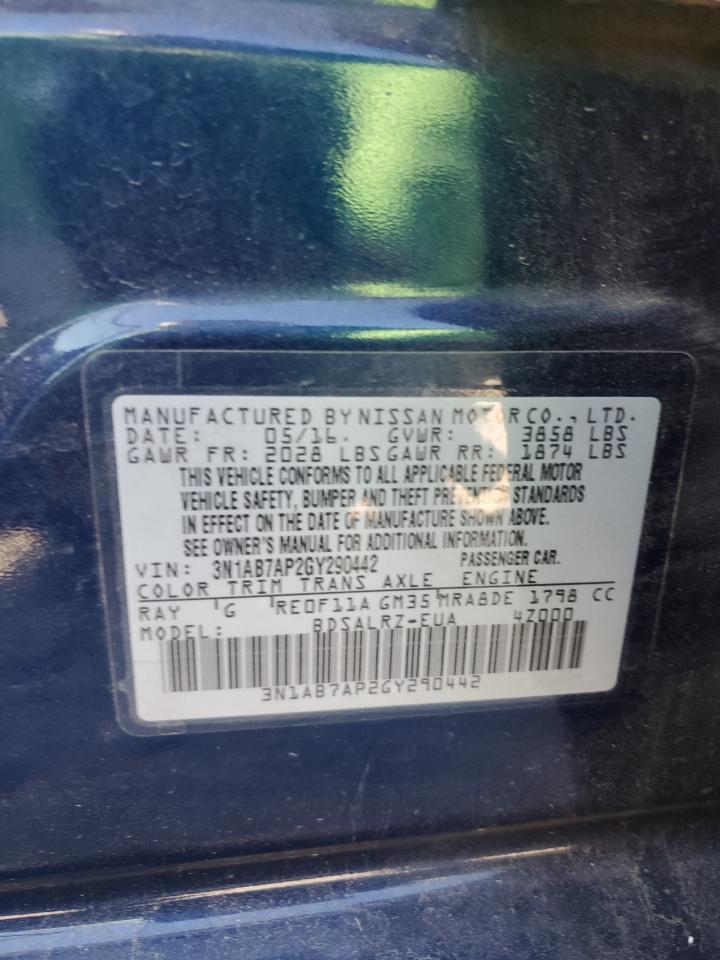 MANUFACTURED BY NISSAN MOTOR CO., LTD.
DATE: 05/16. GVWR: 3858 LBS
GAWR FR: 2028 LBS GAWR RR: 1874 LBS
THIS VEHICLE CONFORMS TO ALL APPLICABLE FEDERAL MOTOR
VEHICLE SAFETY, BUMPER AND THEFT PREVENTION STANDARDS
IN EFFECT ON THE DATE OF MANUFACTURE SHOWN ABOVE.
SEE OWNER'S MANUAL FOR ADDITIONAL INFORMATION.
VIN: 3N1AB7AP2GY290442 PASSENGER CAR.
COLOR TRIM TRANS AXLE ENGINE
RAY G RE0F11A GM35 MRA8DE 1798 CC
MODEL: BDSALRZ-EUA 4Z000
3N1AB7AP2GY290442